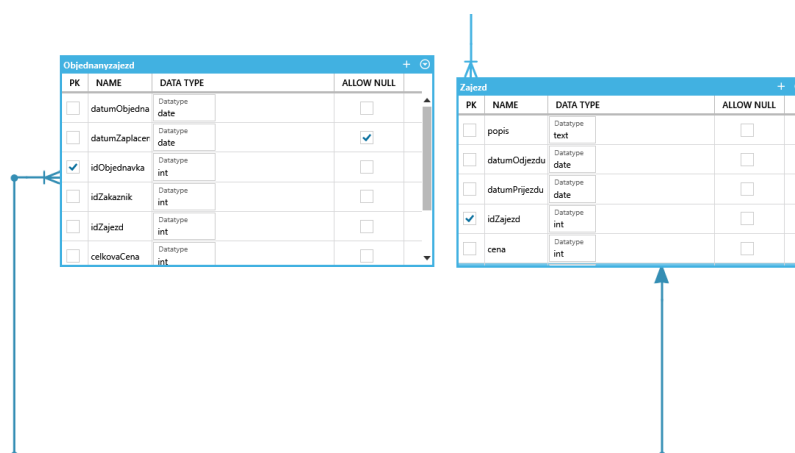 Objednanyzajezd
PK NAME DATA TYPE ALLOW NULL
datumObjedna Datatype date
datumZaplacer Datatype date
idObjednavka Datatype int
idZakaznik Datatype int
idZajezd Datatype int
celkovaCena Datatype int
Zajezd
PK NAME DATA TYPE ALLOW NULL
popis Datatype text
datumOdjezdu Datatype date
datumPrijezdu Datatype date
idZajezd Datatype int
cena Datatype int